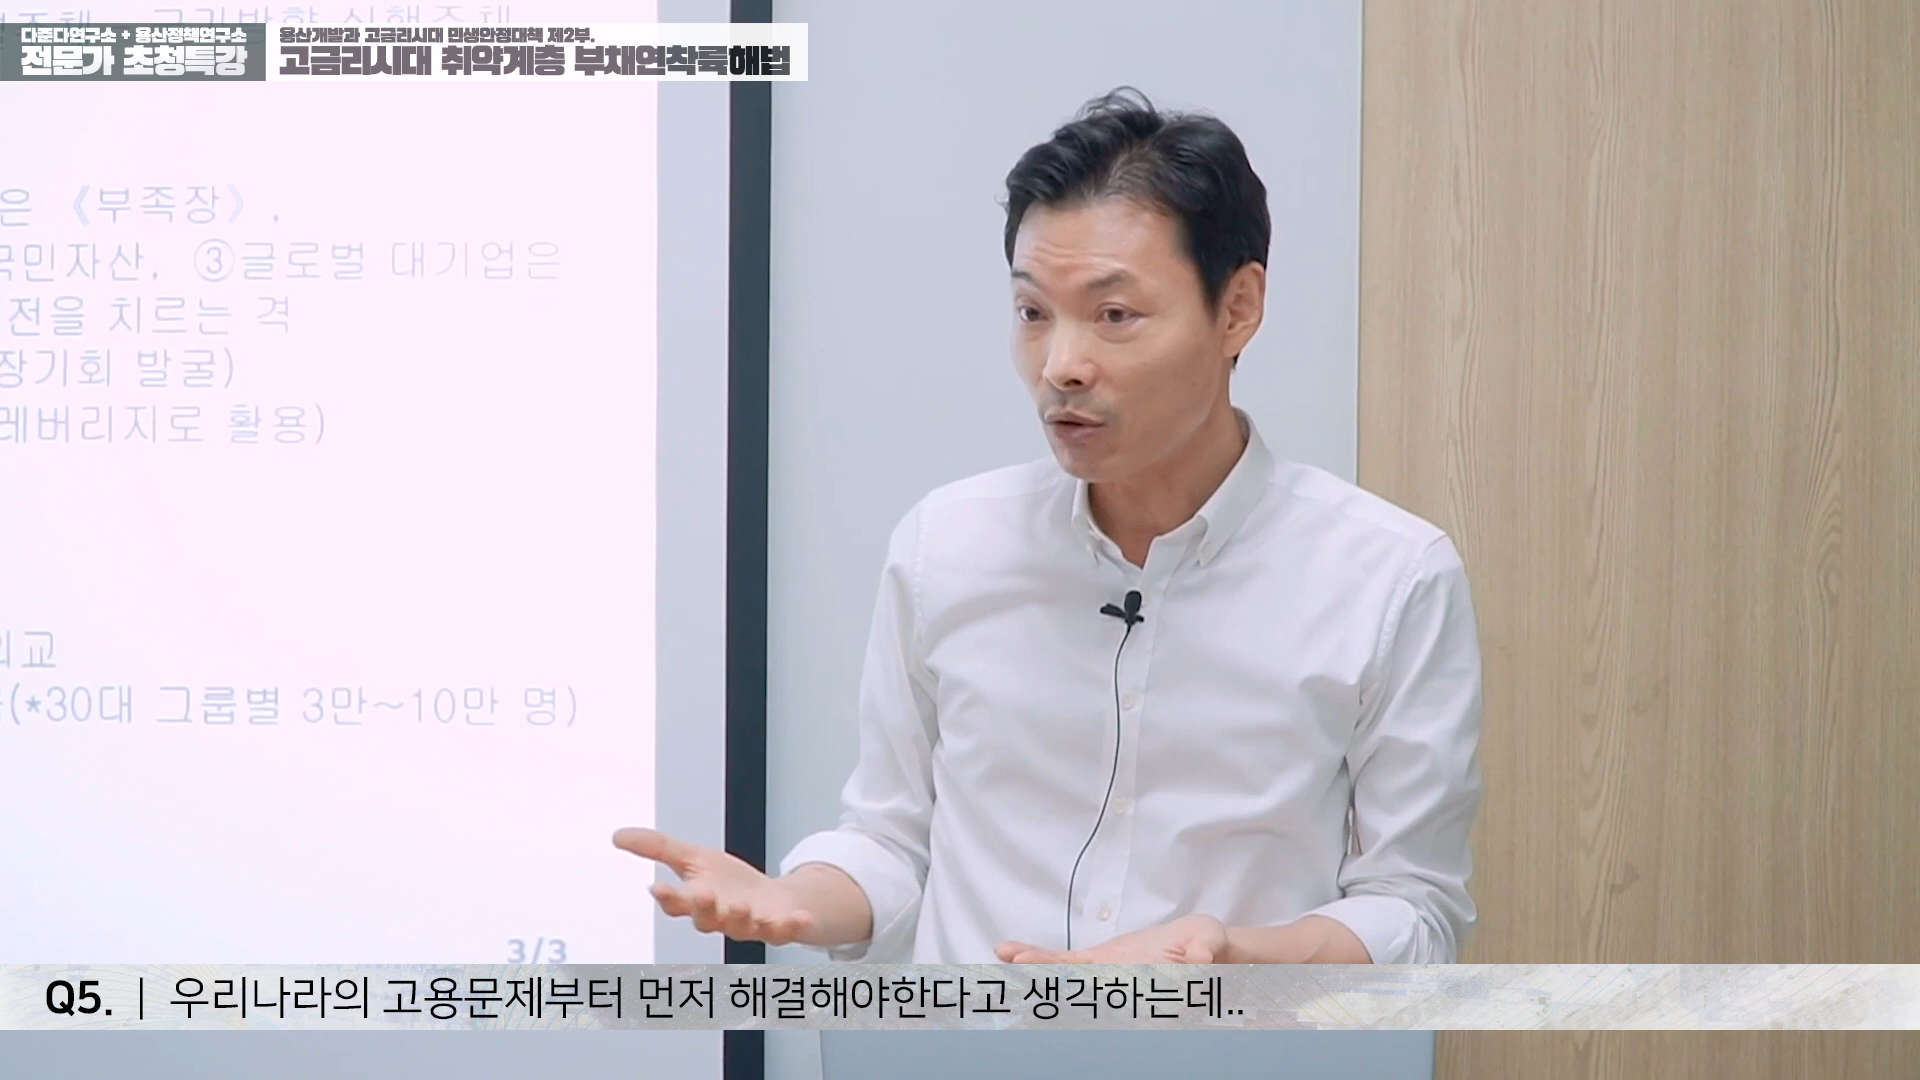 다준다연구소 + 용산정책연구소
전문가 초청특강
용산개발과 고금리시대 민생안정대책 제2부.
고금리시대 취약계층 부채연착륙해법
은 《부족장》.
국민자산, ③글로벌 대기업은
전을 치르는 격
장기회 발굴)
레버리지로 활용)
외교
(*30대 그룹별 3만~10만 명)
3/3
Q5. | 우리나라의 고용문제부터 먼저 해결해야한다고 생각하는데..